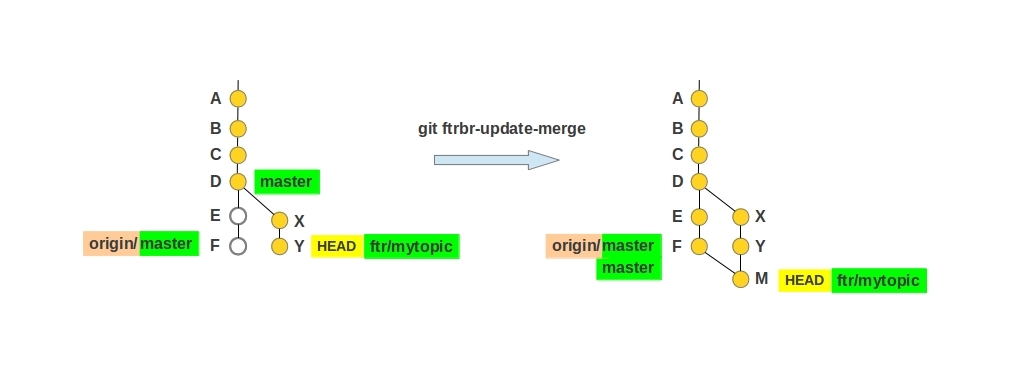 A
B
C
D master
E
X
origin/master F
Y HEAD ftr/mytopic
git ftrbr-update-merge
A
B
C
D
E X
origin/master F Y
master
M HEAD ftr/mytopic